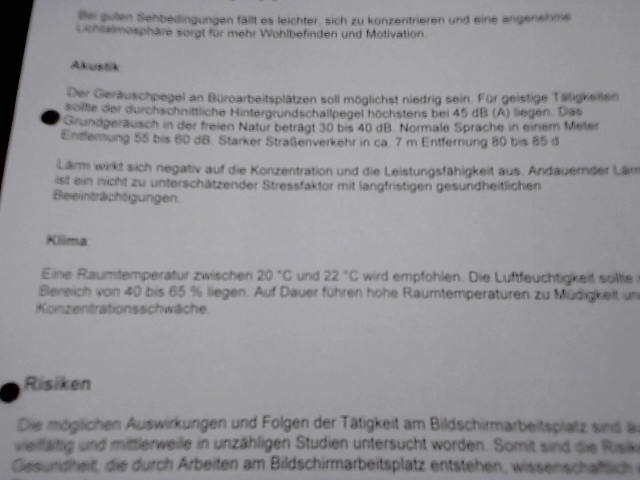 Bei guten Sehbedingungen fällt es leichter, sich zu konzentrieren und eine angenehme
Lichtatmosphäre sorgt für mehr Wohlbefinden und Motivation.
Akustik:
Der Geräuschpegel an Büroarbeitsplätzen soll möglichst niedrig sein. Für geistige Tätigkeiten
sollte der durchschnittliche Hintergrundschallpegel höchstens bei 45 dB (A) liegen. Das
Grundgeräusch in der freien Natur beträgt 30 bis 40 dB. Normale Sprache in einem Meter
Entfernung 55 bis 60 dB. Starker Straßenverkehr in ca. 7 m Entfernung 80 bis 85 d
Lärm wirkt sich negativ auf die Konzentration und die Leistungsfähigkeit aus. Andauernder Lärm
ist ein nicht zu unterschätzender Stressfaktor mit langfristigen gesundheitlichen
Beeinträchtigungen.
Klima:
Eine Raumtemperatur zwischen 20 °C und 22 °C wird empfohlen. Die Luftfeuchtigkeit sollte
Bereich von 40 bis 65 % liegen. Auf Dauer führen hohe Raumtemperaturen zu Müdigkeit un
Konzentrationsschwäche.
Risiken
Die möglichen Auswirkungen und Folgen der Tätigkeit am Bildschirmarbeitsplatz sind
vielfältig und mittlerweile in unzähligen Studien untersucht worden. Somit sind die Risik
Gesundheit, die durch Arbeiten am Bildschirmarbeitsplatz entstehen, wissenschaftlich